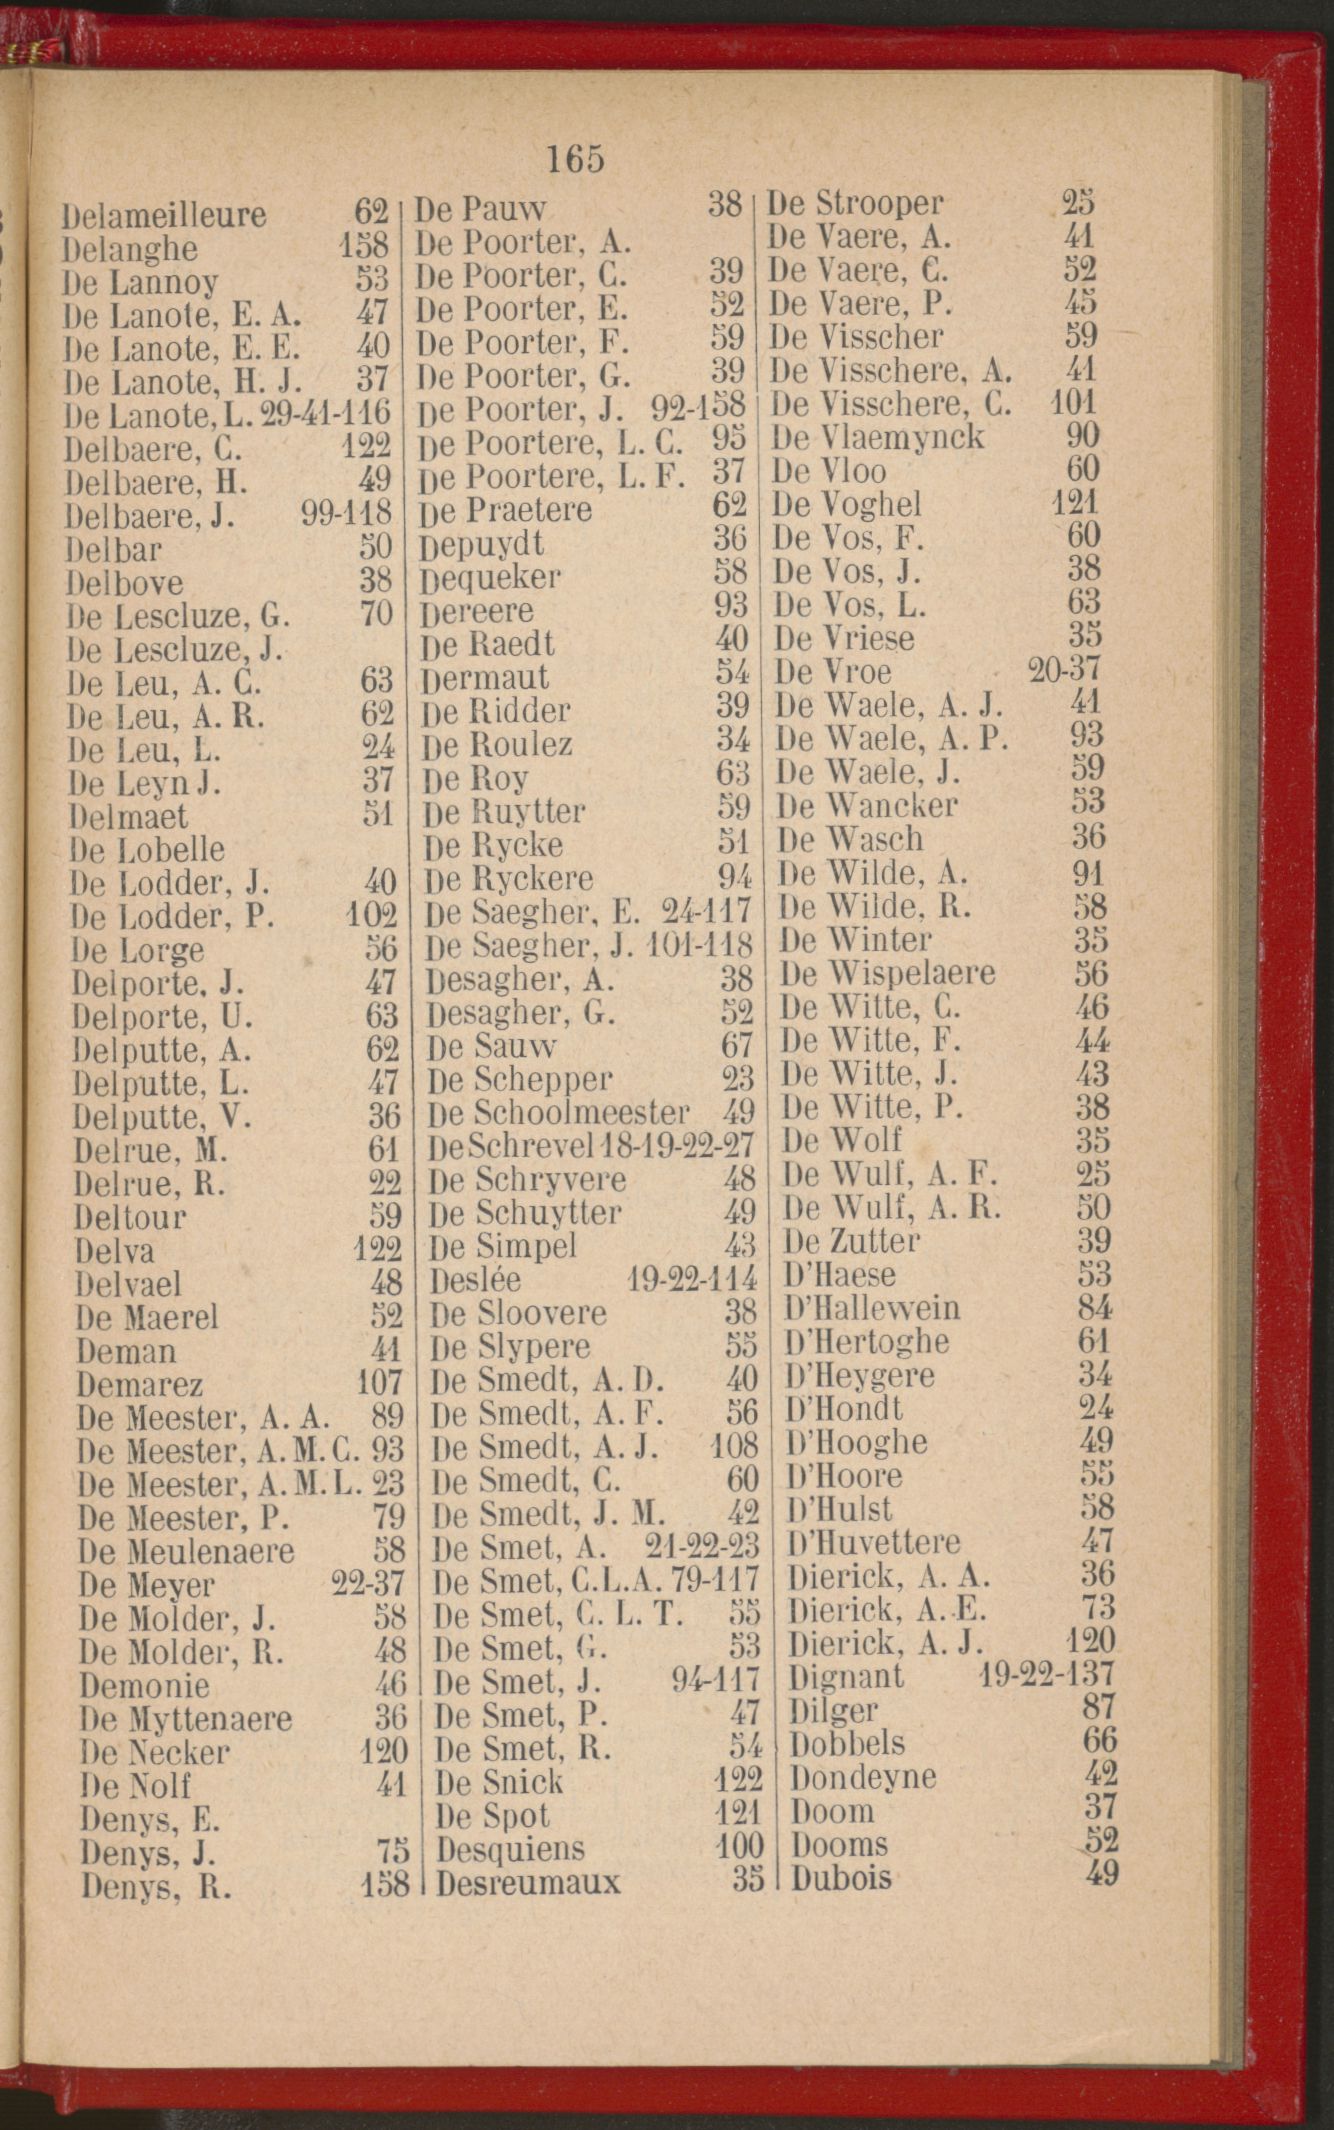 165
Delameilleure 62
Delanghe 158
De Lannoy 53
De Lanote, E. A. 47
De Lanote, E. E. 40
De Lanote, H. J. 37
De Lanote, L. 29-41-116
Delbaere, C. 122
Delbaere, H. 49
Delbaere, J. 99-118
Delbar 50
Delbove 38
De Lescluze, G. 70
De Lescluze, J.
De Leu, A. C. 63
De Leu, A. R. 62
De Leu, L. 24
De Leyn J. 37
Delmaet 51
De Lobelle
De Lodder, J. 40
De Lodder, P. 102
De Lorge 56
Delporte, J. 47
Delporte, U. 63
Delputte, A. 62
Delputte, L. 47
Delputte, V. 36
Delrue, M. 61
Delrue, R. 22
Deltour 59
Delva 122
Delvael 48
De Maerel 52
Deman 41
Demarez 107
De Meester, A. A. 89
De Meester, A. M. C. 93
De Meester, A. M. L. 23
De Meester, P. 79
De Meulenaere 58
De Meyer 22-37
De Molder, J. 58
De Molder, R. 48
Demonie 46
De Myttenaere 36
De Necker 120
De Nolf 41
Denys, E.
Denys, J. 75
Denys, R. 158
De Pauw 38
De Poorter, A.
De Poorter, C. 39
De Poorter, E. 52
De Poorter, F. 59
De Poorter, G. 39
De Poorter, J. 92-158
De Poortere, L. C. 95
De Poortere, L. F. 37
De Praetere 62
Depuydt 36
Dequeker 58
Dereere 93
De Raedt 40
Dermaut 54
De Ridder 39
De Roulez 34
De Roy 63
De Ruytter 59
De Rycke 51
De Ryckere 94
De Saegher, E. 24-117
De Saegher, J. 101-118
Desagher, A. 38
Desagher, G. 52
De Sauw 67
De Schepper 23
De Schoolmeester 49
De Schrevel 18-19-22-27
De Schryvere 48
De Schuytter 49
De Simpel 43
Deslée 19-22-114
De Sloovere 38
De Slypere 55
De Smedt, A. D. 40
De Smedt, A. F. 56
De Smedt, A. J. 108
De Smedt, C. 60
De Smedt, J. M. 42
De Smet, A. 21-22-23
De Smet, C.L.A. 79-117
De Smet, C. L. T. 55
De Smet, G. 53
De Smet, J. 94-117
De Smet, P. 47
De Smet, R. 54
De Snick 122
De Spot 121
Desquiens 100
Desreumaux 35
De Strooper 25
De Vaere, A. 41
De Vaere, C. 52
De Vaere, P. 45
De Visscher 59
De Visschere, A. 41
De Visschere, C. 101
De Vlaemynck 90
De Vloo 60
De Voghel 121
De Vos, F. 60
De Vos, J. 38
De Vos, L. 63
De Vriese 35
De Vroe 20-37
De Waele, A. J. 41
De Waele, A. P. 93
De Waele, J. 59
De Wancker 53
De Wasch 36
De Wilde, A. 91
De Wilde, R. 58
De Winter 35
De Wispelaere 56
De Witte, C. 46
De Witte, F. 44
De Witte, J. 43
De Witte, P. 38
De Wolf 35
De Wulf, A. F. 25
De Wulf, A. R. 50
De Zutter 39
D'Haese 53
D'Hallewein 84
D'Hertoghe 61
D'Heygere 34
D'Hondt 24
D'Hooghe 49
D'Hoore 55
D'Hulst 58
D'Huvettere 47
Dierick, A. A. 36
Dierick, A. E. 73
Dierick, A. J. 120
Dignant 19-22-137
Dilger 87
Dobbels 66
Dondeyne 42
Doom 37
Dooms 52
Dubois 49